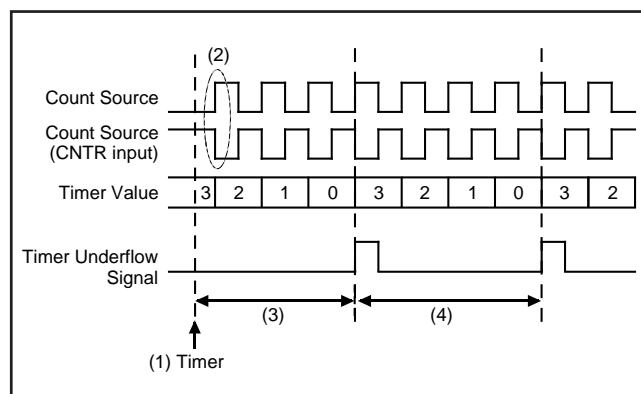 (2)
Count Source
Count Source
(CNTR input)
Timer Value 3 2 1 0 3 2 1 0 3 2
Timer Underflow
Signal
(3) (4)
(1) Timer